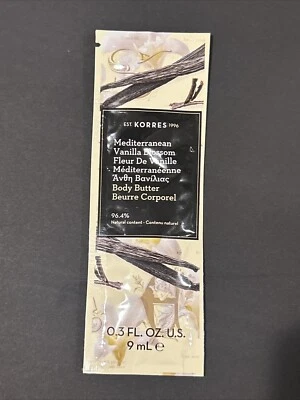 EST. KORRES 1996
Mediterranean
Vanilla Blossom
Fleur De Vanille
Méditerranéenne
Άνθη Βανίλιας
Body Butter
Beurre Corporel
96.4%
Natural content - Contenu naturel
0.3 FL. OZ. U.S.
9 mL ℮